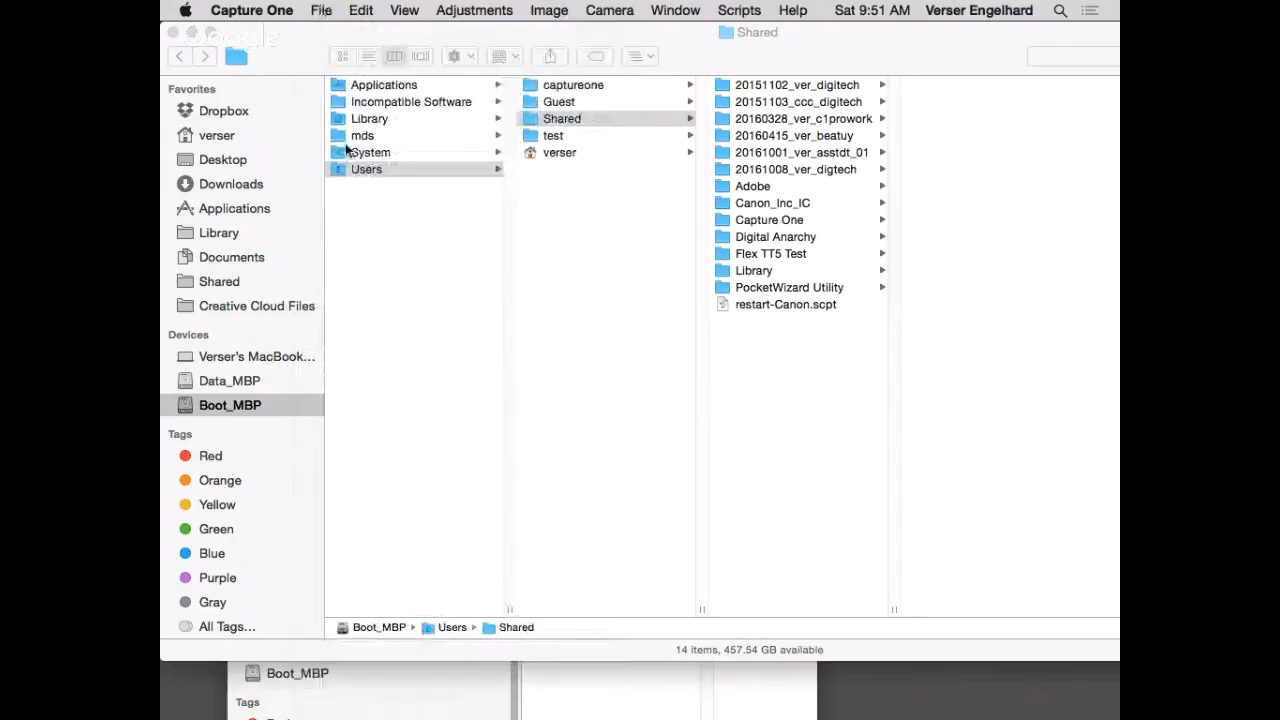 Capture One File Edit View Adjustments Image Camera Window Scripts Help Sat 9:51 AM Verser Engelhard
Google
Shared
Favorites
Dropbox
verser
Desktop
Downloads
Applications
Library
Documents
Shared
Creative Cloud Files
Devices
Verser's MacBook...
Data_MBP
Boot_MBP
Tags
Red
Orange
Yellow
Green
Blue
Purple
Gray
All Tags...
Applications
Incompatible Software
Library
mds
System
Users
captureone
Guest
Shared
test
verser
20151102_ver_digitech
20151103_ccc_digitech
20160328_ver_c1prowork
20160415_ver_beatuy
20161001_ver_asstdt_01
20161008_ver_digtech
Adobe
Canon_Inc_IC
Capture One
Digital Anarchy
Flex TT5 Test
Library
PocketWizard Utility
restart-Canon.scpt
Boot_MBP Users Shared
14 items, 457.54 GB available
Boot_MBP
Tags